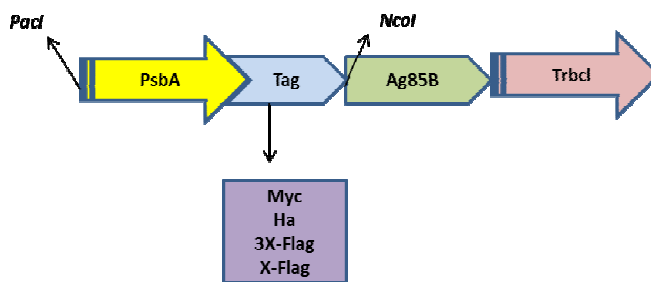 PacI
NcoI
PsbA
Tag
Ag85B
Trbcl
Myc
Ha
3X-Flag
X-Flag